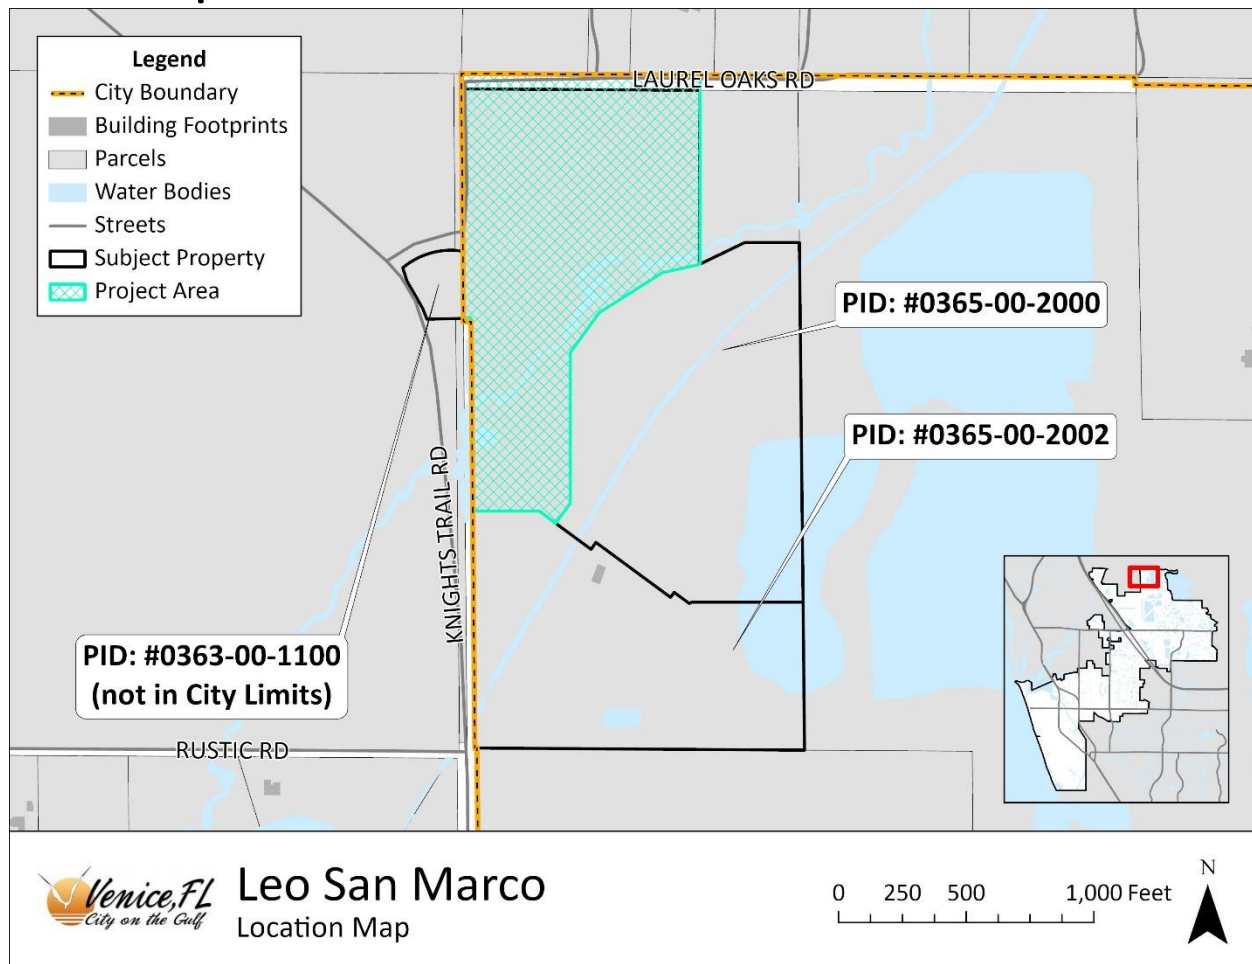 Legend
City Boundary
Building Footprints
Parcels
Water Bodies
Streets
Subject Property
Project Area
LAUREL OAKS RD
PID: #0365-00-2000
PID: #0365-00-2002
KNIGHTS TRAIL RD
PID: #0363-00-1100
(not in City Limits)
RUSTIC RD
Venice, FL
City on the Gulf
Leo San Marco
Location Map
0 250 500 1,000 Feet
N